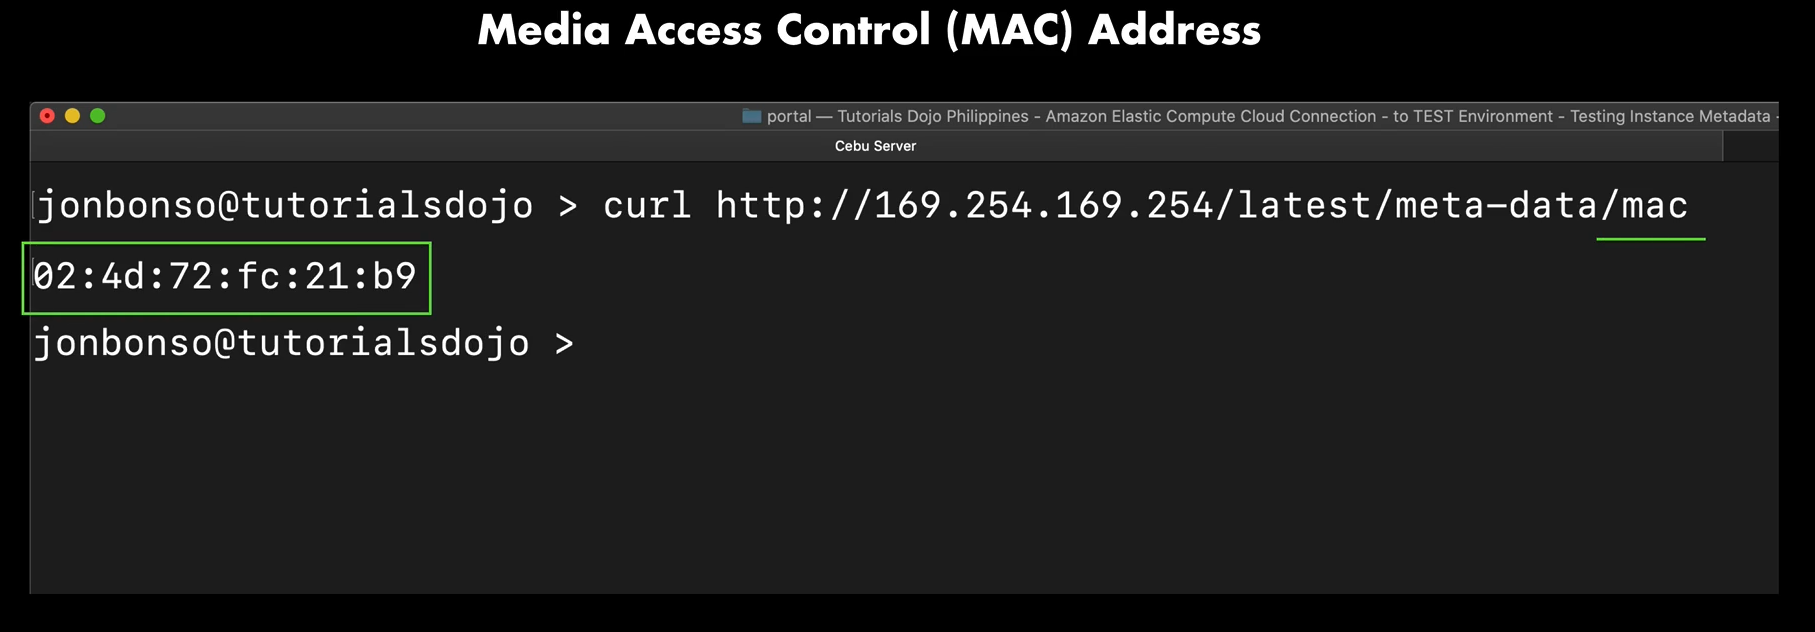 Media Access Control (MAC) Address
portal — Tutorials Dojo Philippines - Amazon Elastic Compute Cloud Connection - to TEST Environment - Testing Instance Metadata -
Cebu Server
jonbonso@tutorialsdojo > curl http://169.254.169.254/latest/meta-data/mac
02:4d:72:fc:21:b9
jonbonso@tutorialsdojo >